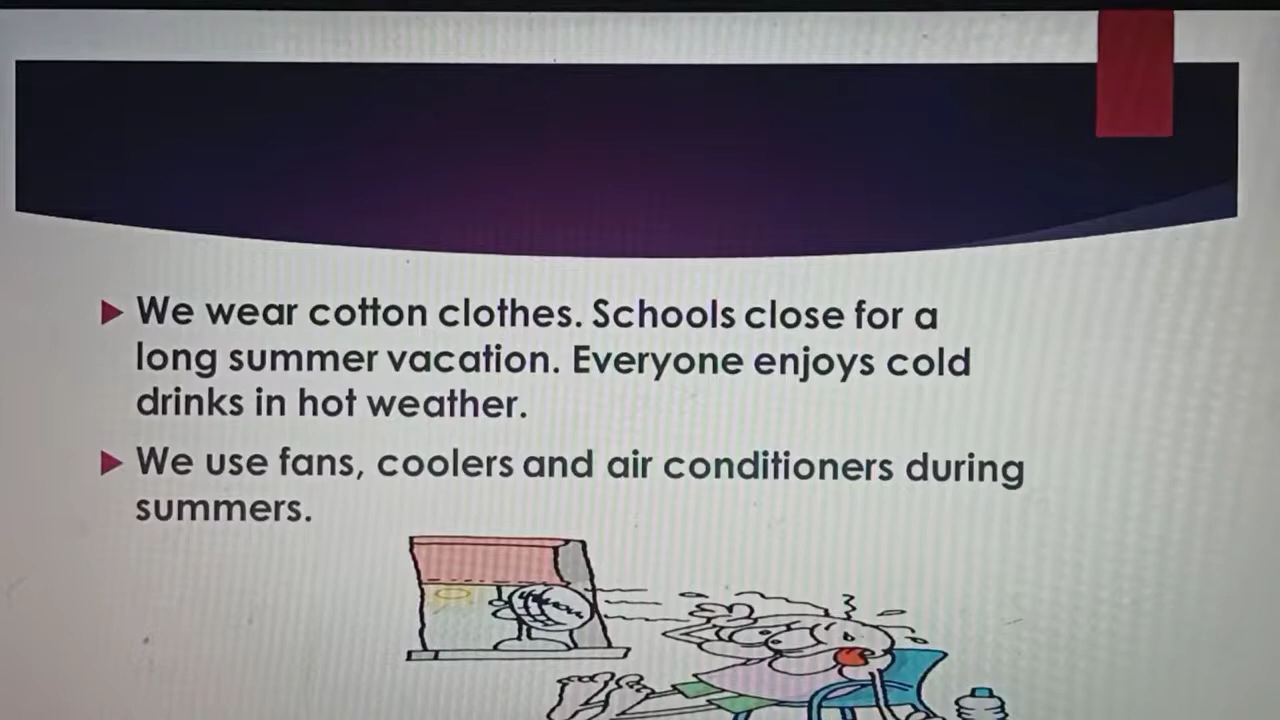 We wear cotton clothes. Schools close for a
long summer vacation. Everyone enjoys cold
drinks in hot weather.
We use fans, coolers and air conditioners during
summers.